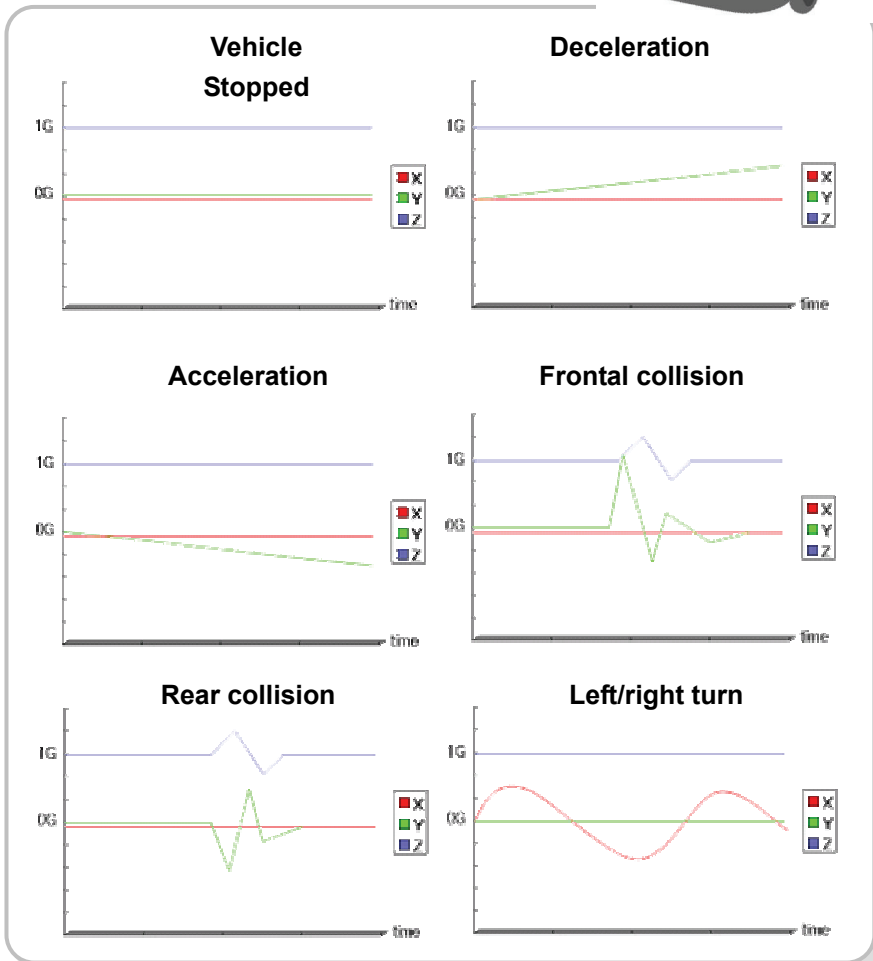 Vehicle
Stopped
1G
0G
X
Y
Z
time
Deceleration
1G
0G
X
Y
Z
time
Acceleration
1G
0G
X
Y
Z
time
Frontal collision
1G
0G
X
Y
Z
time
Rear collision
1G
0G
X
Y
Z
time
Left/right turn
1G
0G
X
Y
Z
time